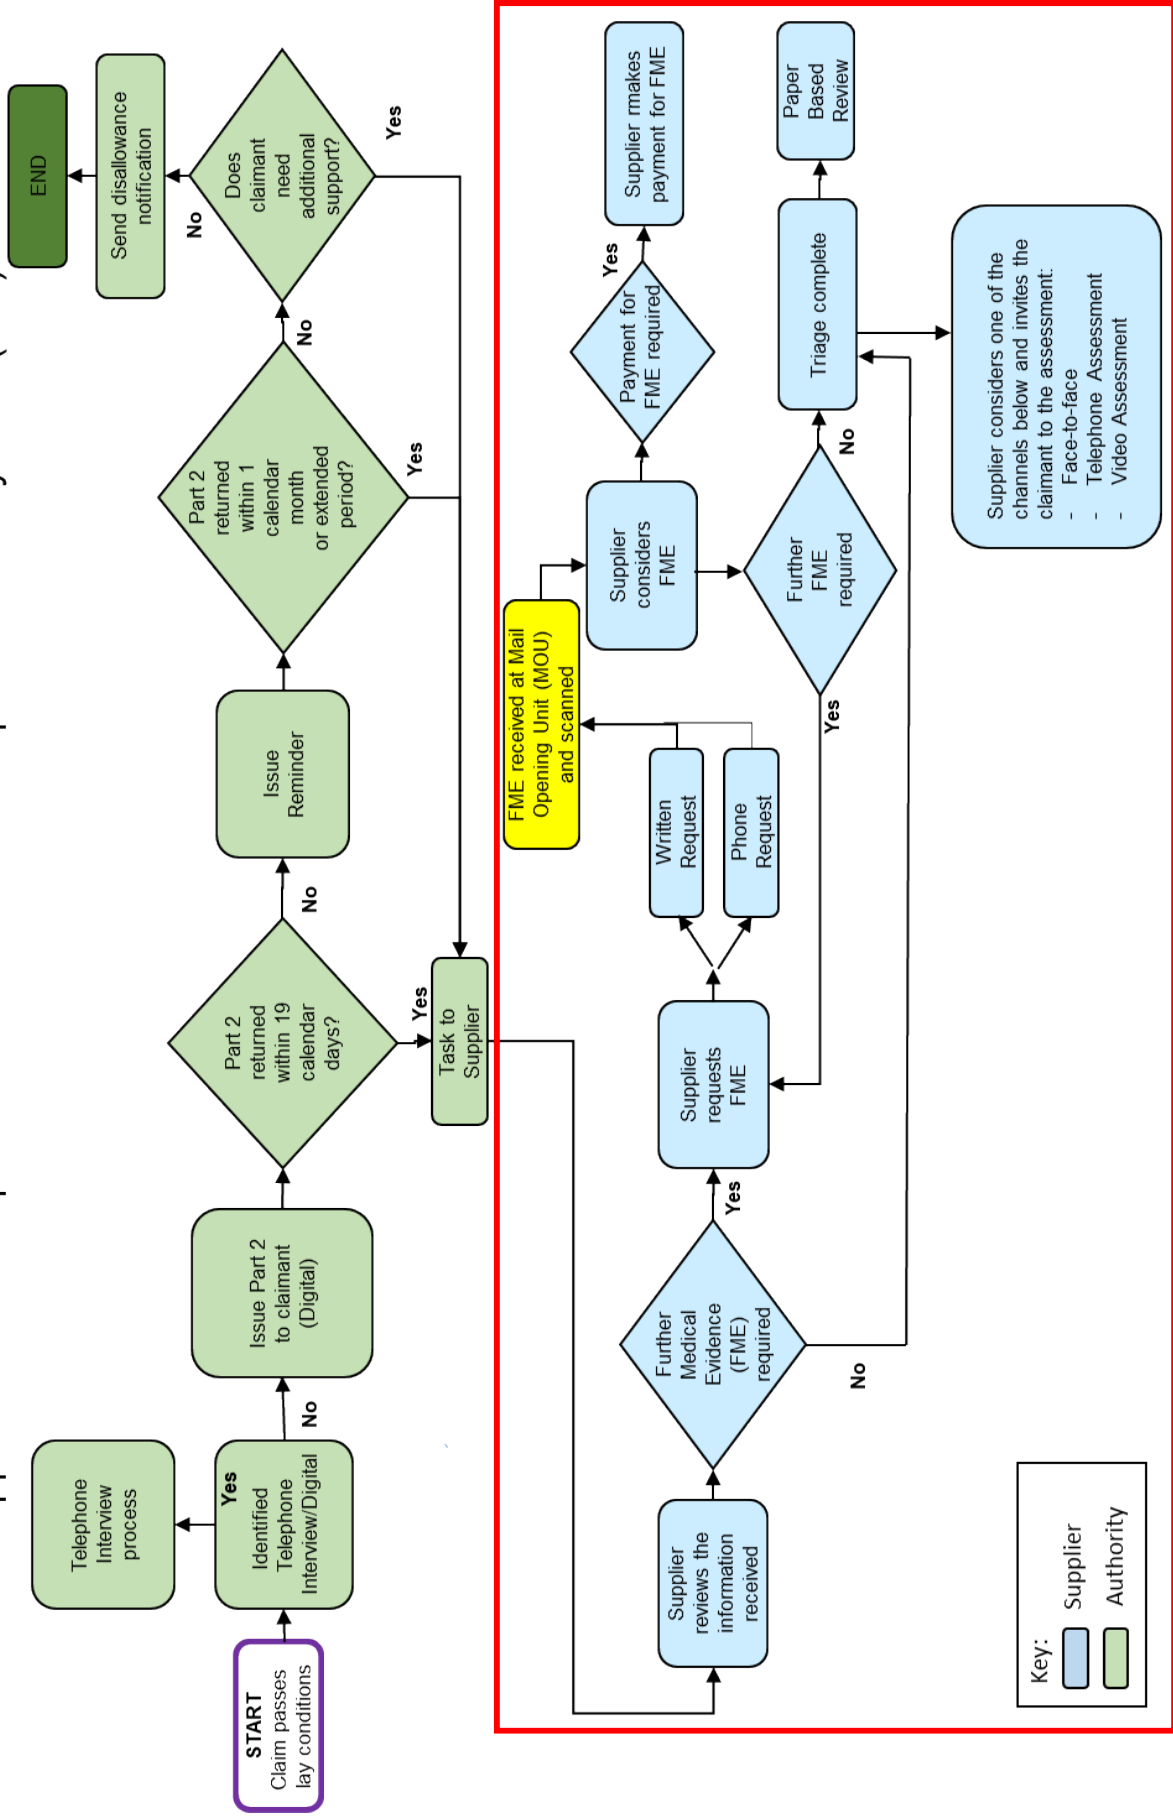 START
Claim passes
lay conditions
Identified
Telephone
Interview/Digital
Yes
Telephone
Interview
process
No
Issue Part 2
to claimant
(Digital)
Part 2
returned
within 19
calendar
days?
No
Issue
Reminder
Part 2
returned
within 1
calendar
month
or extended
period?
No
Does
claimant
need
additional
support?
No
Send disallowance
notification
END
Yes
Yes
Yes
Task to
Supplier
Supplier
reviews the
information
received
Further
Medical
Evidence
(FME)
required
Yes
No
Supplier
requests
FME
Written
Request
Phone
Request
FME received at Mail
Opening Unit (MOU)
and scanned
Supplier
considers
FME
Payment for
FME required
Yes
Supplier rmakes
payment for FME
Further
FME
required
Yes
No
Triage complete
Paper
Based
Review
Supplier considers one of the
channels below and invites the
claimant to the assessment:
- Face-to-face
- Telephone Assessment
- Video Assessment
Key:
Supplier
Authority